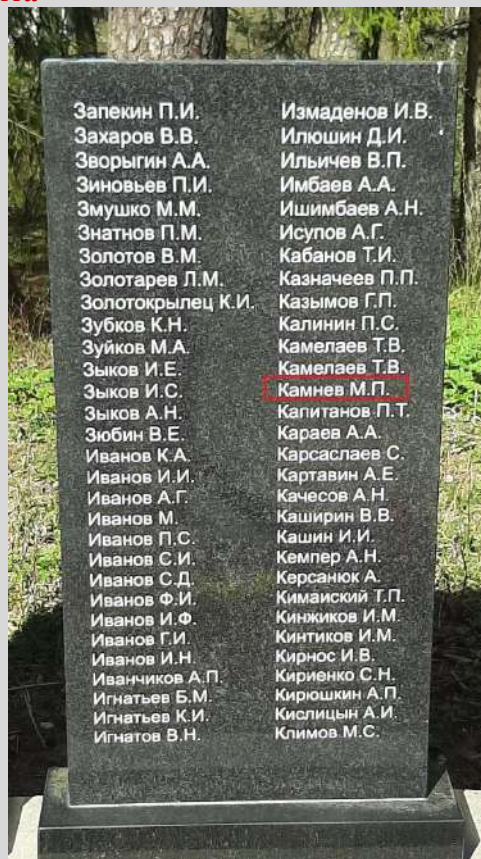 Запекин П.И.
Захаров В.В.
Зворыгин А.А.
Зиновьев П.И.
Змушко М.М.
Знатнов П.М.
Золотов В.М.
Золотарев Л.М.
Золотокрылец К.И.
Зубков К.Н.
Зуйков М.А.
Зыков И.Е.
Зыков И.С.
Зыков А.Н.
Зюбин В.Е.
Иванов К.А.
Иванов И.И.
Иванов А.Г.
Иванов М.
Иванов П.С.
Иванов С.И.
Иванов С.Д.
Иванов Ф.И.
Иванов И.Ф.
Иванов Г.И.
Иванов И.Н.
Иванчиков А.П.
Игнатьев Б.М.
Игнатьев К.И.
Игнатов В.Н.
Измаденов И.В.
Илюшин Д.И.
Ильичев В.П.
Имбаев А.А.
Ишимбаев А.Н.
Исупов А.Г.
Кабанов Т.И.
Казначеев П.П.
Казымов Г.П.
Калинин П.С.
Камелаев Т.В.
Камелаев Т.В.
Камнев М.П.
Капитанов П.Т.
Караев А.А.
Карсаслаев С.
Картавин А.Е.
Качесов А.Н.
Каширин В.В.
Кашин И.И.
Кемпер А.Н.
Керсанюк А.
Кимаиский Т.П.
Кинжиков И.М.
Кинтиков И.М.
Кирнос И.В.
Кириенко С.Н.
Кирюшкин А.П.
Кислицын А.И.
Климов М.С.